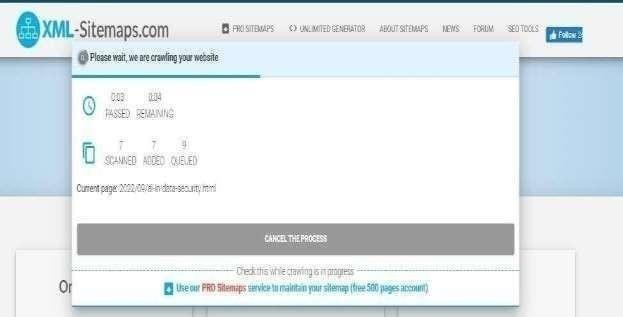 XML-Sitemaps.com
PRO SITEMAPS <> UNLIMITED GENERATOR ABOUT SITEMAPS NEWS FORUM SEO TOOLS Follow
Please wait, we are crawling your website
0:03 0:04
PASSED REMAINING
7 7 9
SCANNED ADDED QUEUED
Current page: 2022/09/ai-in-data-security.html
CANCEL THE PROCESS
Check this while crawling is in progress
Use our PRO Sitemaps service to maintain your sitemap (free 500 pages account)
Or